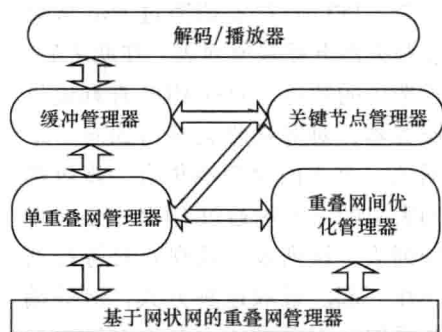 解码/播放器
缓冲管理器
关键节点管理器
单重叠网管理器
重叠网间优
化管理器
基于网状网的重叠网管理器